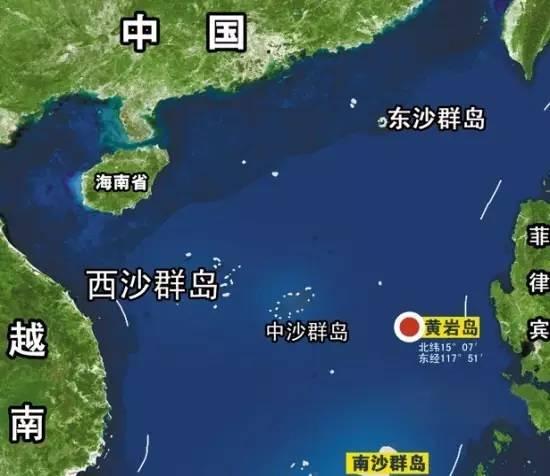 中国
东沙群岛
海南省
西沙群岛
中沙群岛
黄岩岛
北纬15°07′
东经117°51′
菲律宾
越南
南沙群岛